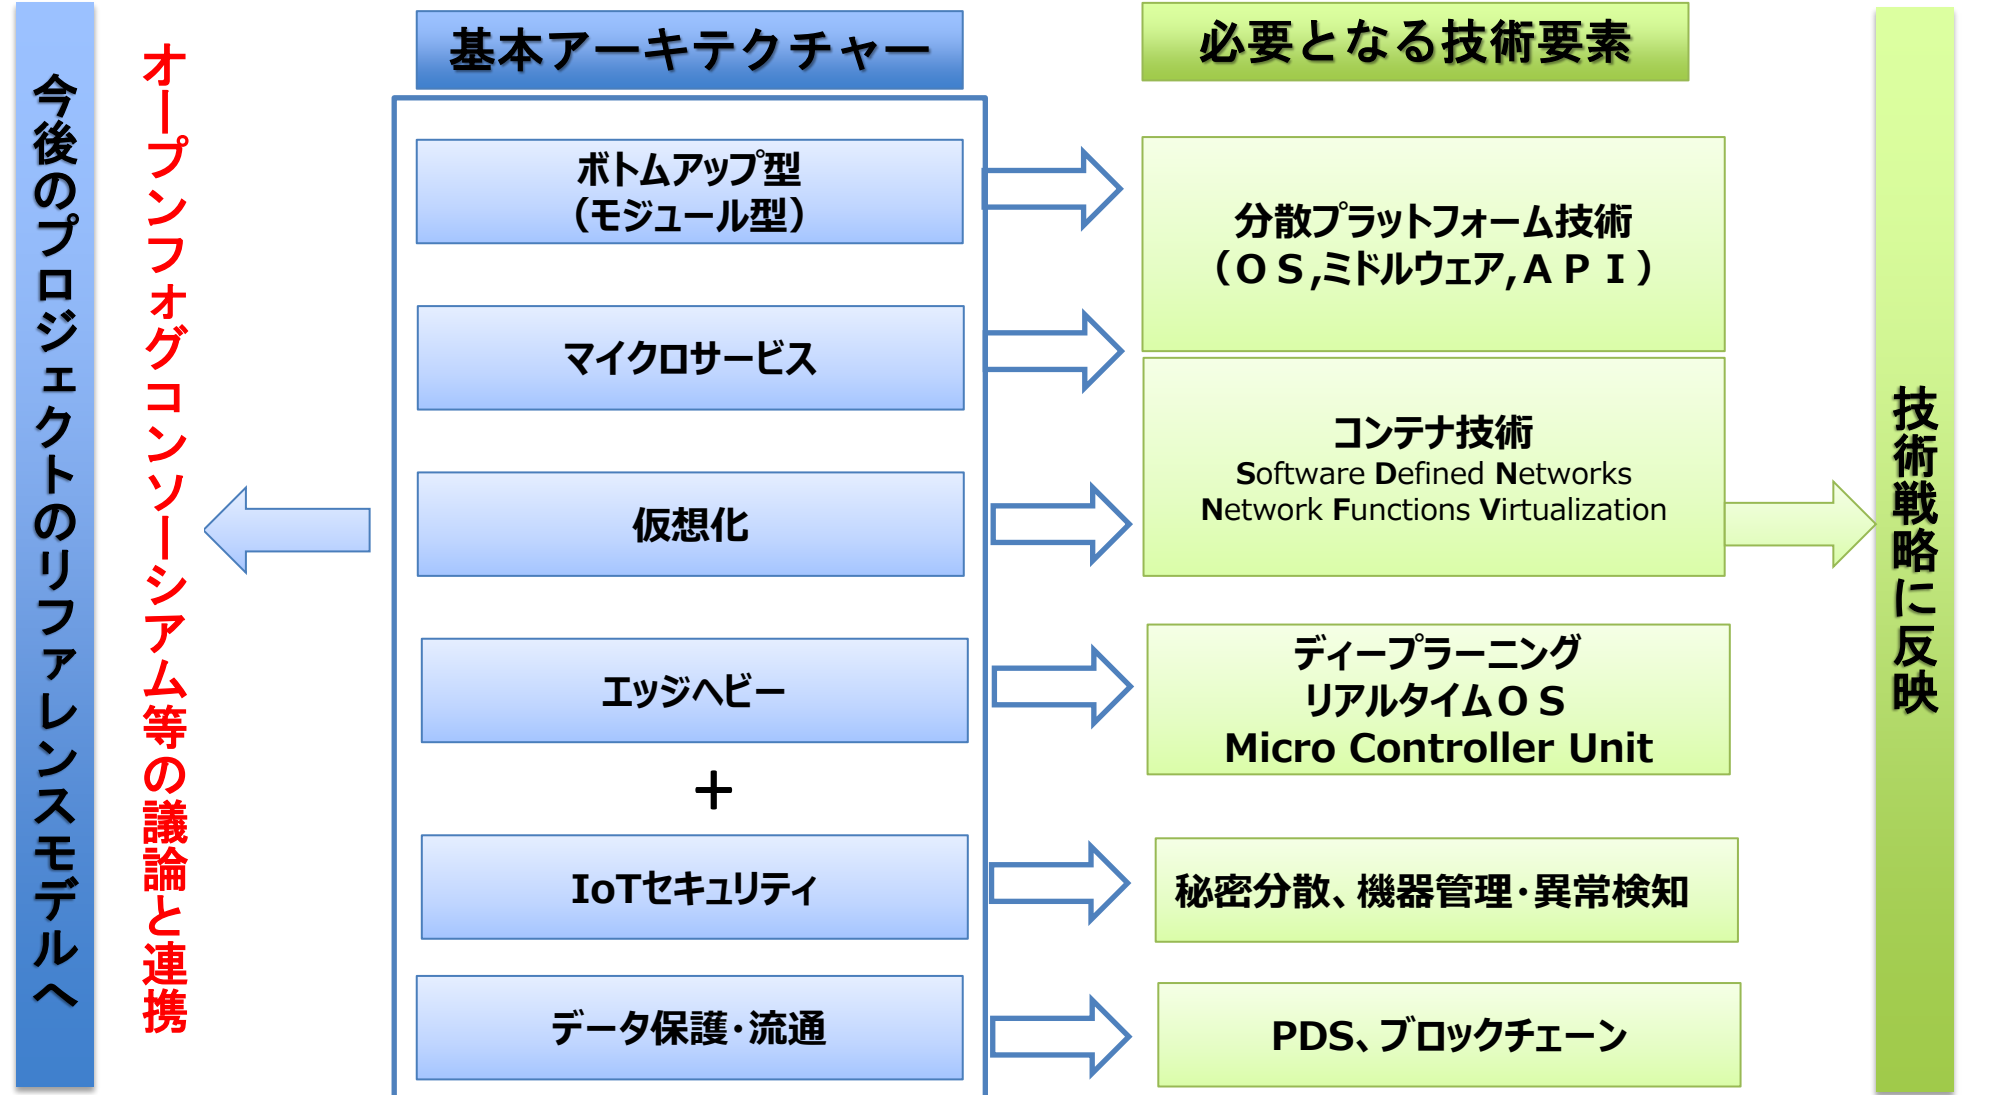 今後のプロジェクトのリファレンスモデルへ
オープンフォグコンソーシアム等の議論と連携
基本アーキテクチャー
ボトムアップ型
（モジュール型）
マイクロサービス
仮想化
エッジヘビー
＋
IoTセキュリティ
データ保護・流通
必要となる技術要素
分散プラットフォーム技術
（ＯＳ,ミドルウェア,ＡＰＩ）
コンテナ技術
Software Defined Networks
Network Functions Virtualization
ディープラーニング
リアルタイムＯＳ
Micro Controller Unit
秘密分散、機器管理・異常検知
PDS、ブロックチェーン
技術戦略に反映